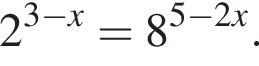 $2^{3-x} = 8^{5-2x}.$